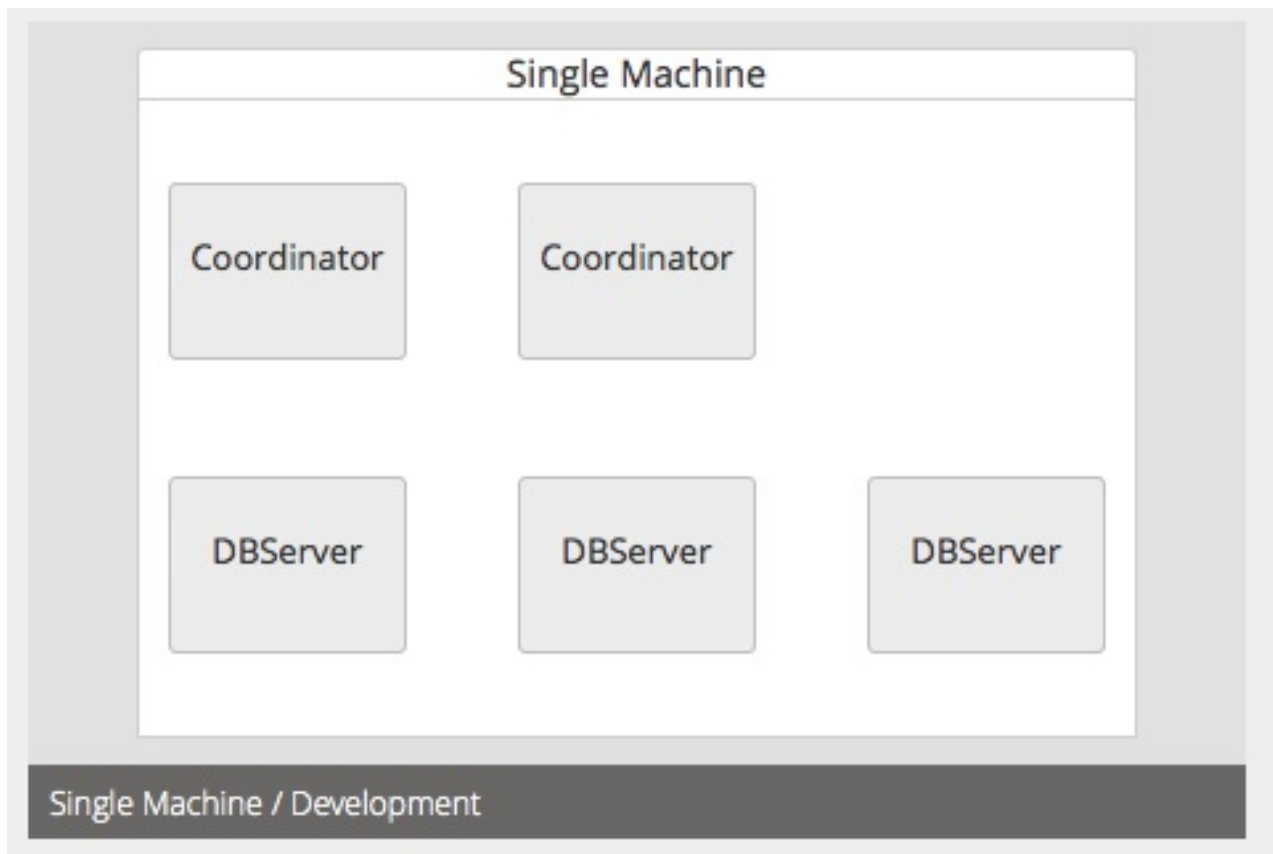 Single Machine
Coordinator Coordinator
DBServer DBServer DBServer
Single Machine / Development